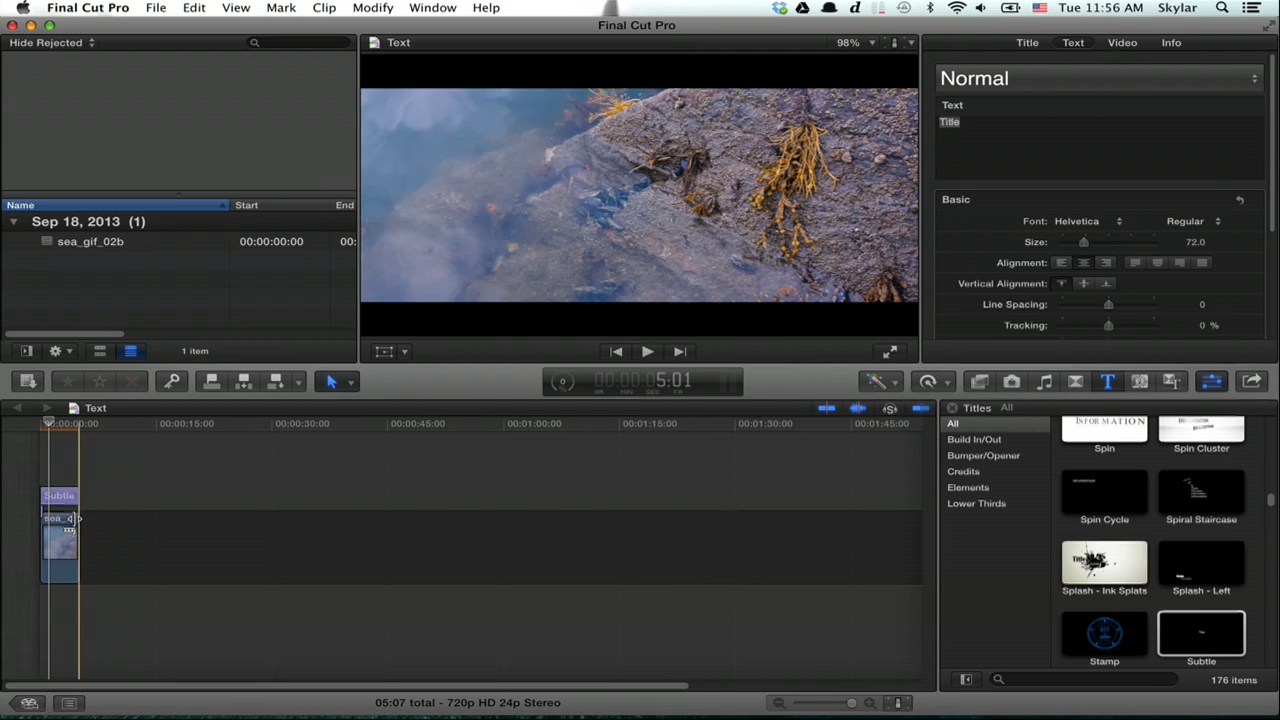 Final Cut Pro File Edit View Mark Clip Modify Window Help Tue 11:56 AM Skylar
Final Cut Pro
Hide Rejected
Text
98%
Title Text Video Info
Normal
Text
Title
Name Start End
Sep 18, 2013 (1)
sea_gif_02b 00:00:00:00 00:
Basic
Font: Helvetica Regular
Size: 72.0
Alignment:
Vertical Alignment:
Line Spacing: 0
Tracking: 0 %
1 item
00:00:05:01
HR MIN SEC FR
Text
Titles All
00:00:00:00 00:00:15:00 00:00:30:00 00:00:45:00 00:01:00:00 00:01:15:00 00:01:30:00 00:01:45:00
All
Build In/Out
Bumper/Opener
Credits
Elements
Lower Thirds
INFORMATION
Spin
Spin Cluster
Spin Cycle
Spiral Staircase
Splash - Ink Splats
Splash - Left
Stamp
Subtle
Subtle
sea_
05:07 total - 720p HD 24p Stereo
176 items